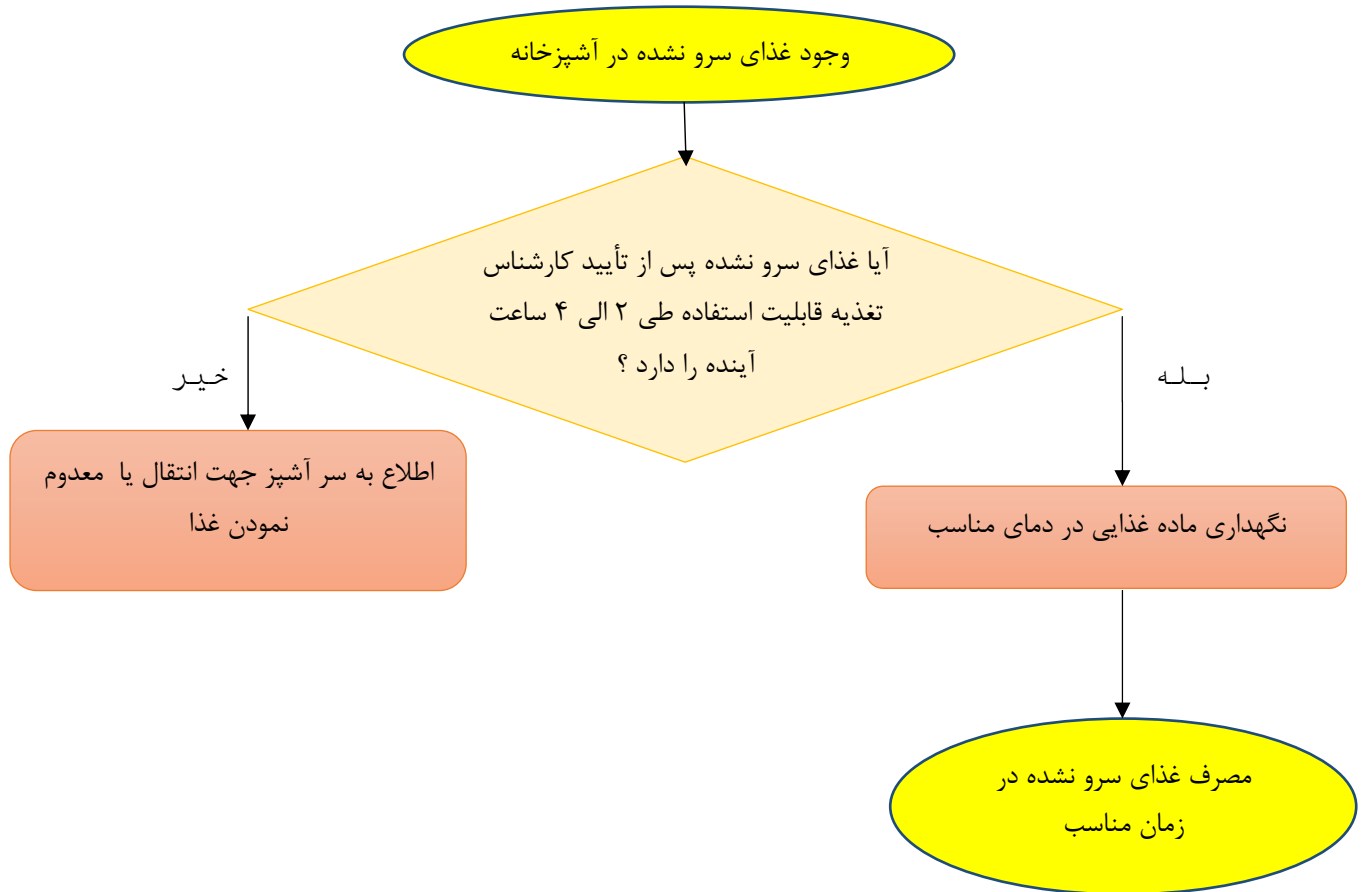 وجود غذای سرو نشده در آشپزخانه
آیا غذای سرو نشده پس از تأیید کارشناس
تغذیه قابلیت استفاده طی ۲ الی ۴ ساعت
آینده را دارد ؟
بـلـه
خـیـر
نگهداری ماده غذایی در دمای مناسب
اطلاع به سر آشپز جهت انتقال یا معدوم
نمودن غذا
مصرف غذای سرو نشده در
زمان مناسب